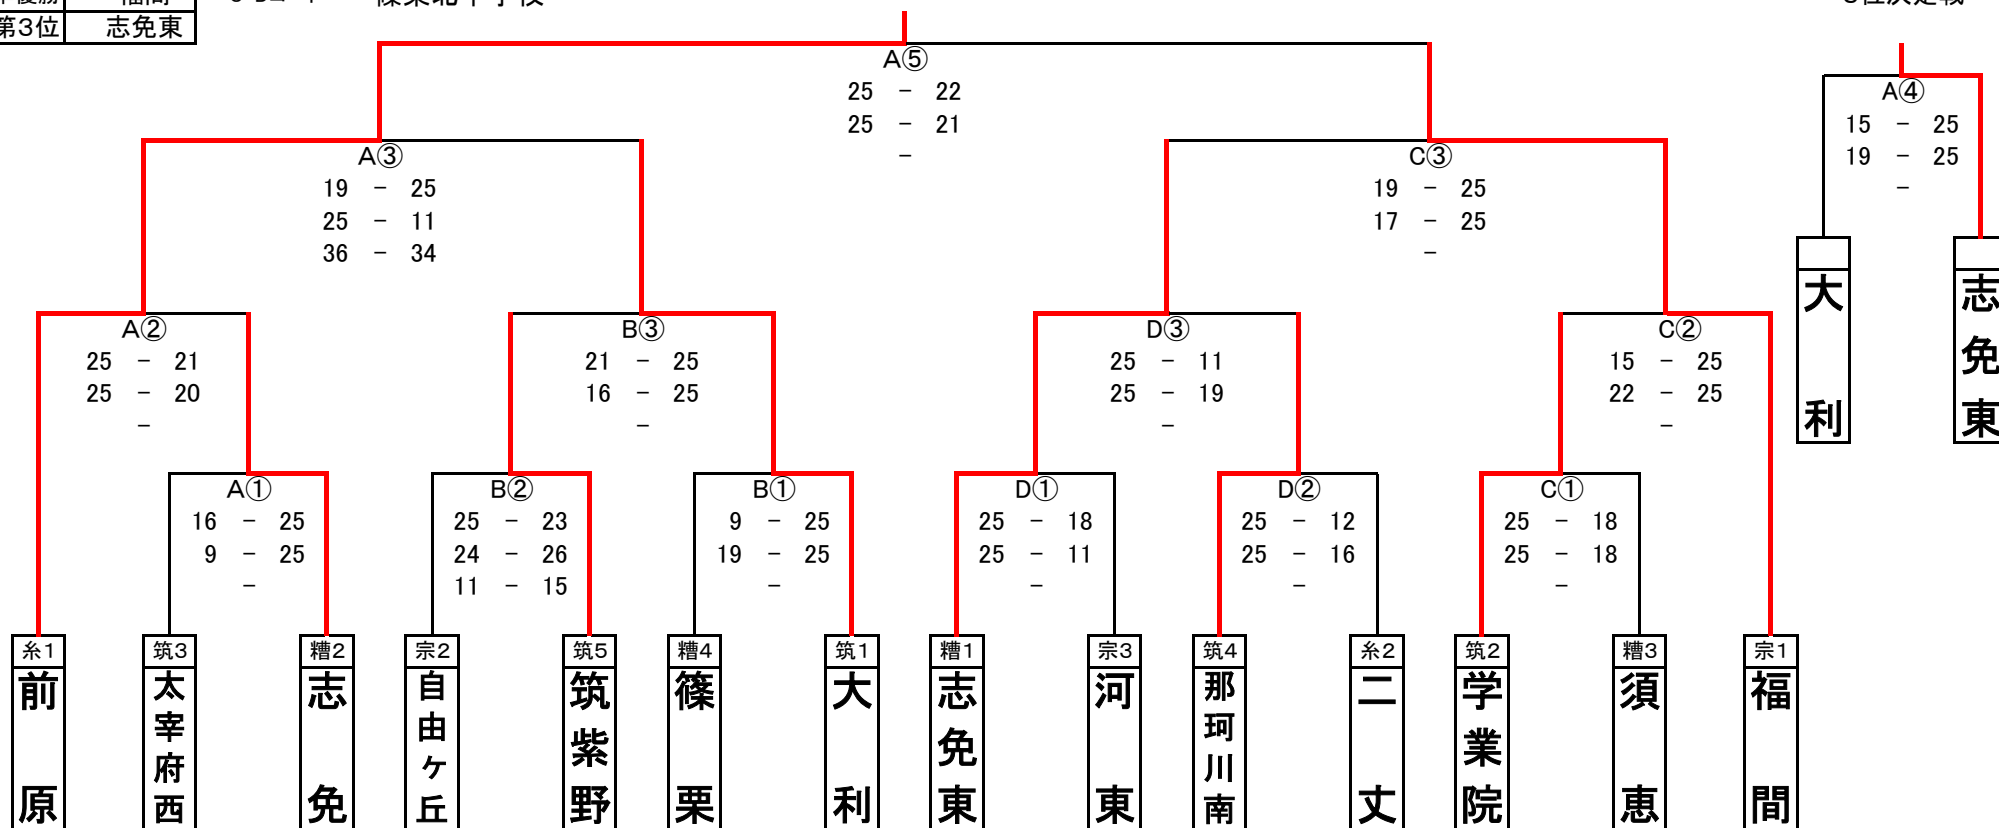 福間
第3位 志免東
3位決定戦
A⑤
25 - 22
25 - 21
-
A④
15 - 25
19 - 25
-
A③
19 - 25
25 - 11
36 - 34
C③
19 - 25
17 - 25
-
大利
志免東
A②
25 - 21
25 - 20
-
B③
21 - 25
16 - 25
-
D③
25 - 11
25 - 19
-
C②
15 - 25
22 - 25
-
A①
16 - 25
9 - 25
-
B②
25 - 23
24 - 26
11 - 15
B①
9 - 25
19 - 25
-
D①
25 - 18
25 - 11
-
D②
25 - 12
25 - 16
-
C①
25 - 18
25 - 18
-
糸1
前原
筑3
太宰府西
糟2
志免
宗2
自由ヶ丘
筑5
筑紫野
糟4
篠栗
筑1
大利
糟1
志免東
宗3
河東
筑4
那珂川南
糸2
二丈
筑2
学業院
糟3
須恵
宗1
福間